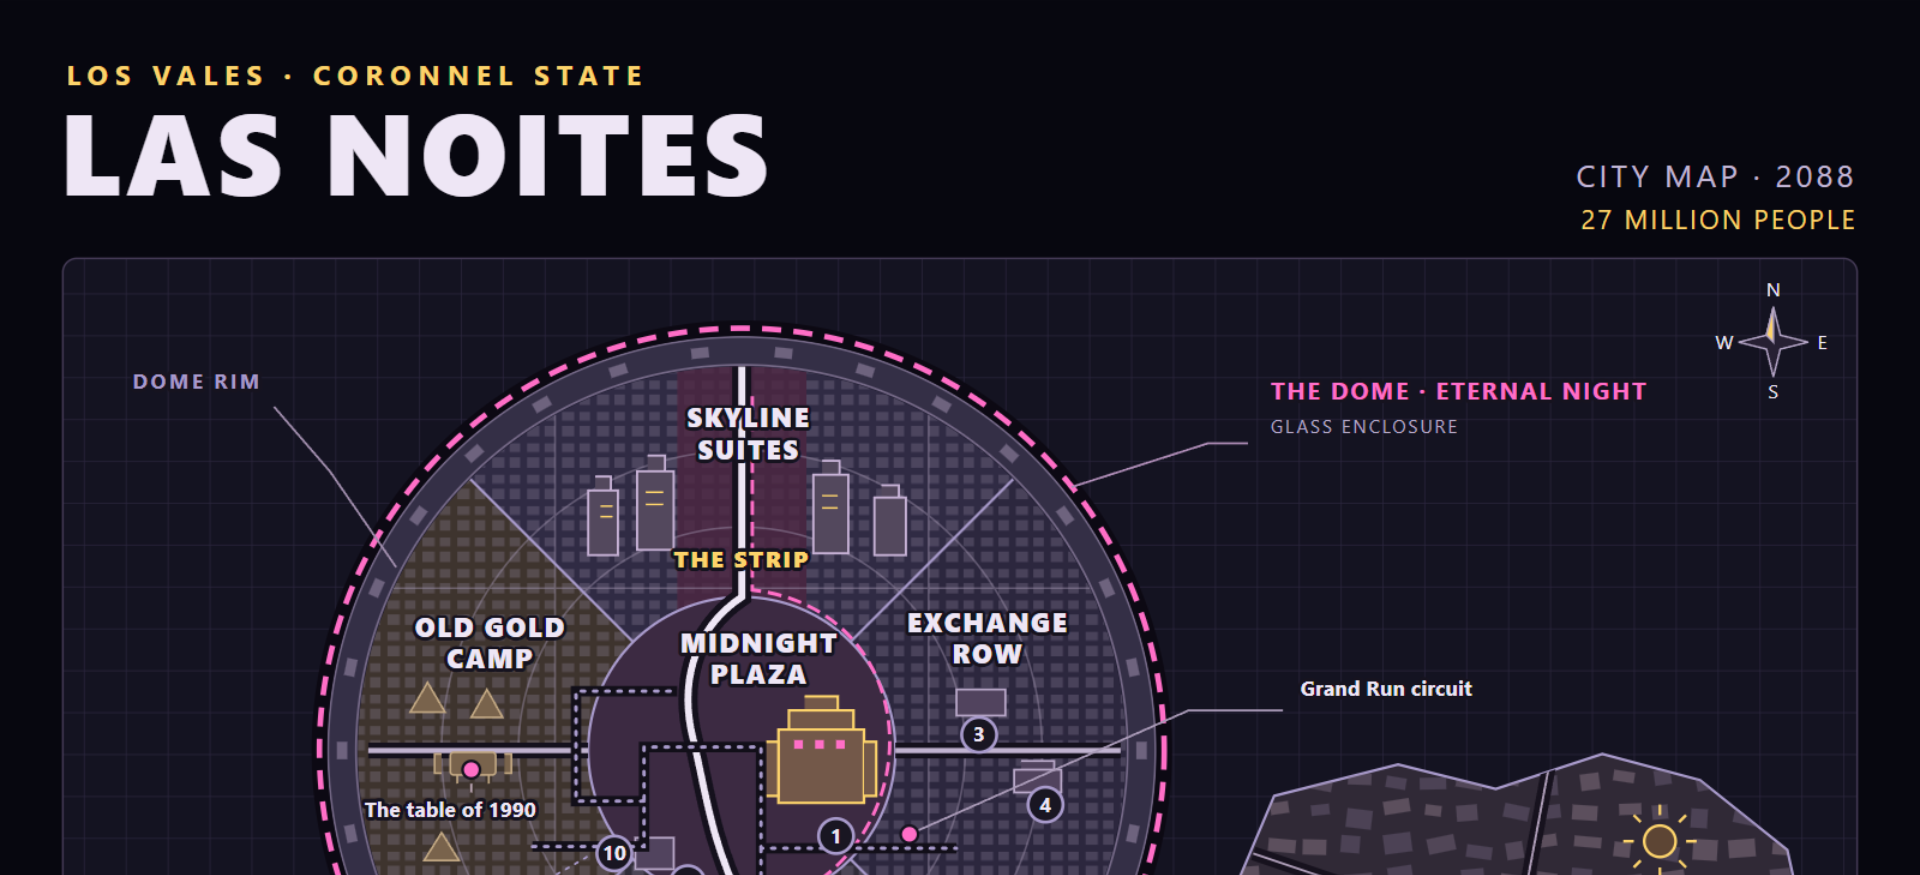 LOS VALES · CORONNEL STATE
LAS NOITES
CITY MAP · 2088
27 MILLION PEOPLE
N
W
E
S
DOME RIM
THE DOME · ETERNAL NIGHT
GLASS ENCLOSURE
SKYLINE
SUITES
THE STRIP
OLD GOLD
CAMP
MIDNIGHT
PLAZA
EXCHANGE
ROW
Grand Run circuit
3
The table of 1990
4
1
10